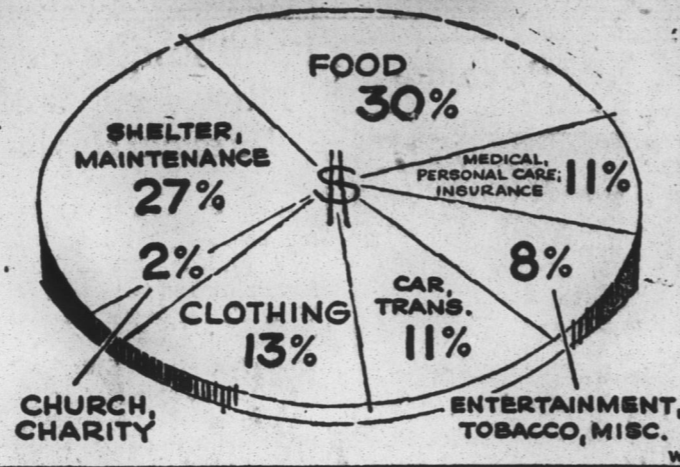 FOOD
30%
SHELTER,
MAINTENANCE
27%
MEDICAL,
PERSONAL CARE;
INSURANCE
11%
$
2%
8%
CAR,
TRANS.
11%
CLOTHING
13%
CHURCH,
CHARITY
ENTERTAINMENT,
TOBACCO, MISC.